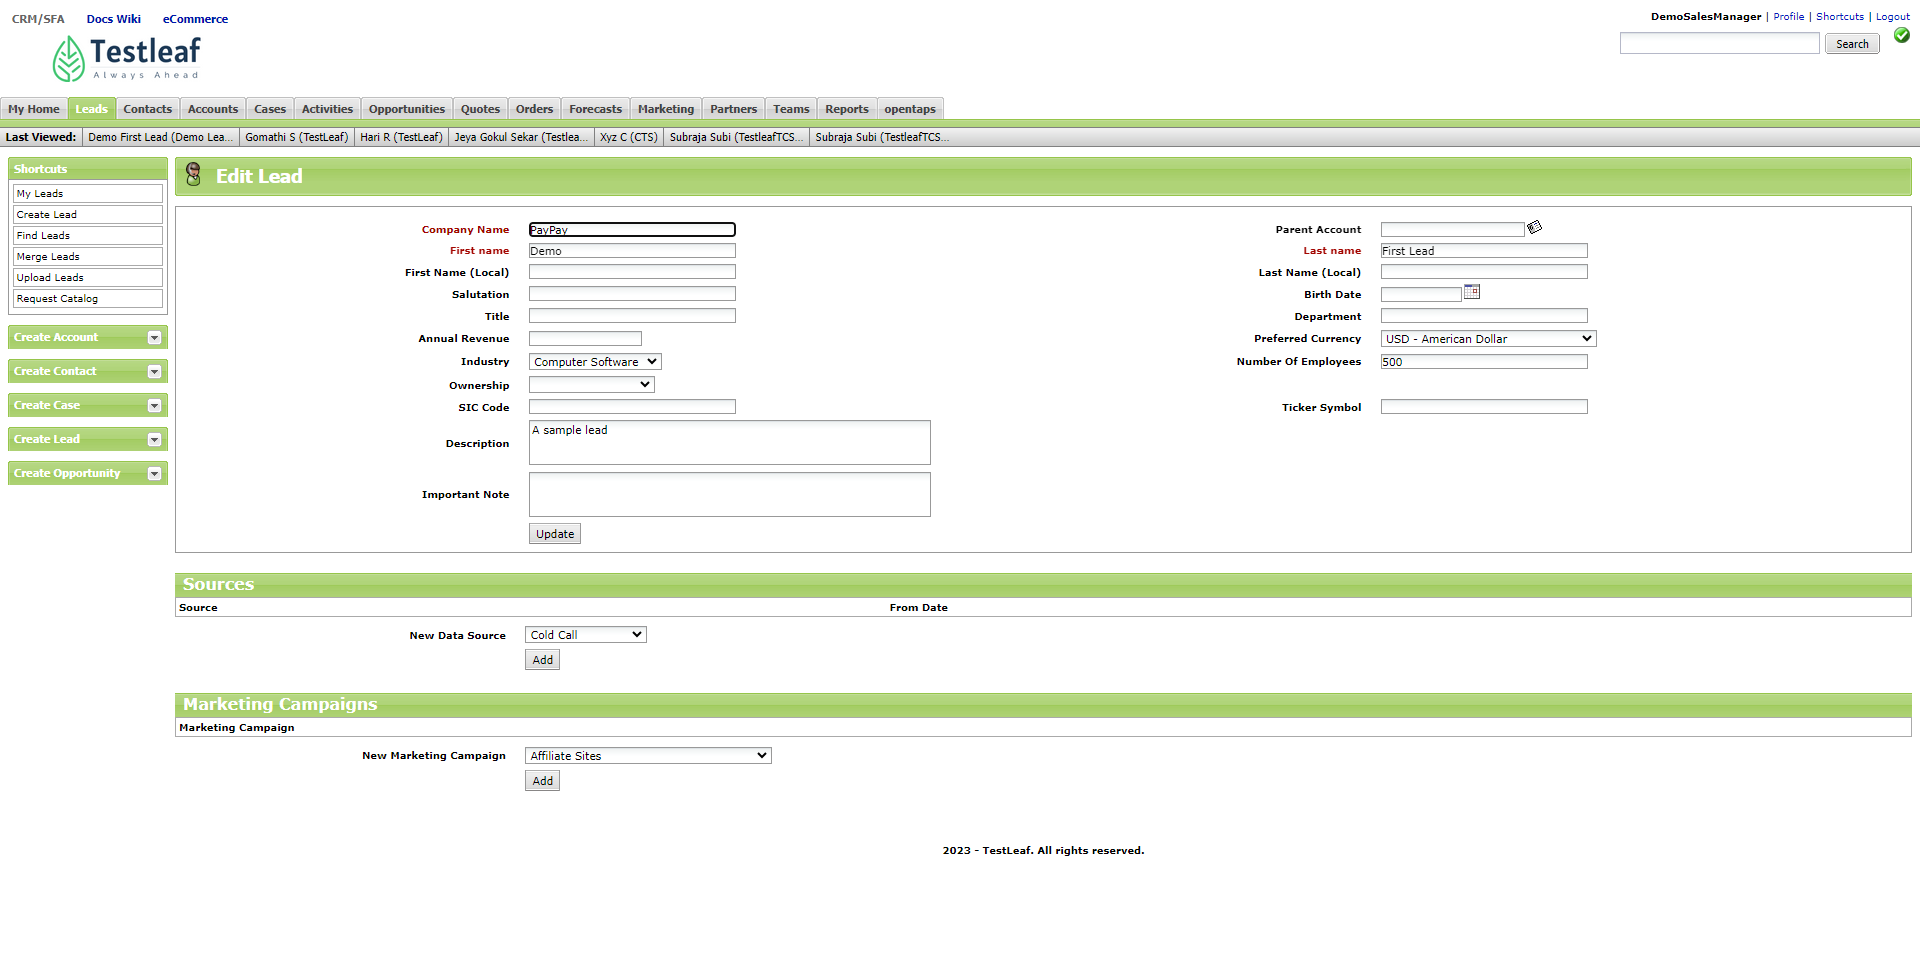 CRM/SFA Docs Wiki eCommerce
DemoSalesManager | Profile | Shortcuts | Logout
Testleaf
Always Ahead
Search
My Home Leads Contacts Accounts Cases Activities Opportunities Quotes Orders Forecasts Marketing Partners Teams Reports opentaps
Last Viewed: Demo First Lead (Demo Lea... Gomathi S (TestLeaf) Hari R (TestLeaf) Jeya Gokul Sekar (Testlea... Xyz C (CTS) Subraja Subi (TestleafTCS... Subraja Subi (TestleafTCS...
Shortcuts
My Leads
Create Lead
Find Leads
Merge Leads
Upload Leads
Request Catalog
Create Account
Create Contact
Create Case
Create Lead
Create Opportunity
Edit Lead
Company Name PayPay Parent Account
First name Demo Last name First Lead
First Name (Local) Last Name (Local)
Salutation Birth Date
Title Department
Annual Revenue Preferred Currency USD - American Dollar
Industry Computer Software Number Of Employees 500
Ownership
SIC Code Ticker Symbol
Description A sample lead
Important Note
Update
Sources
Source From Date
New Data Source Cold Call
Add
Marketing Campaigns
Marketing Campaign
New Marketing Campaign Affiliate Sites
Add
2023 - TestLeaf. All rights reserved.